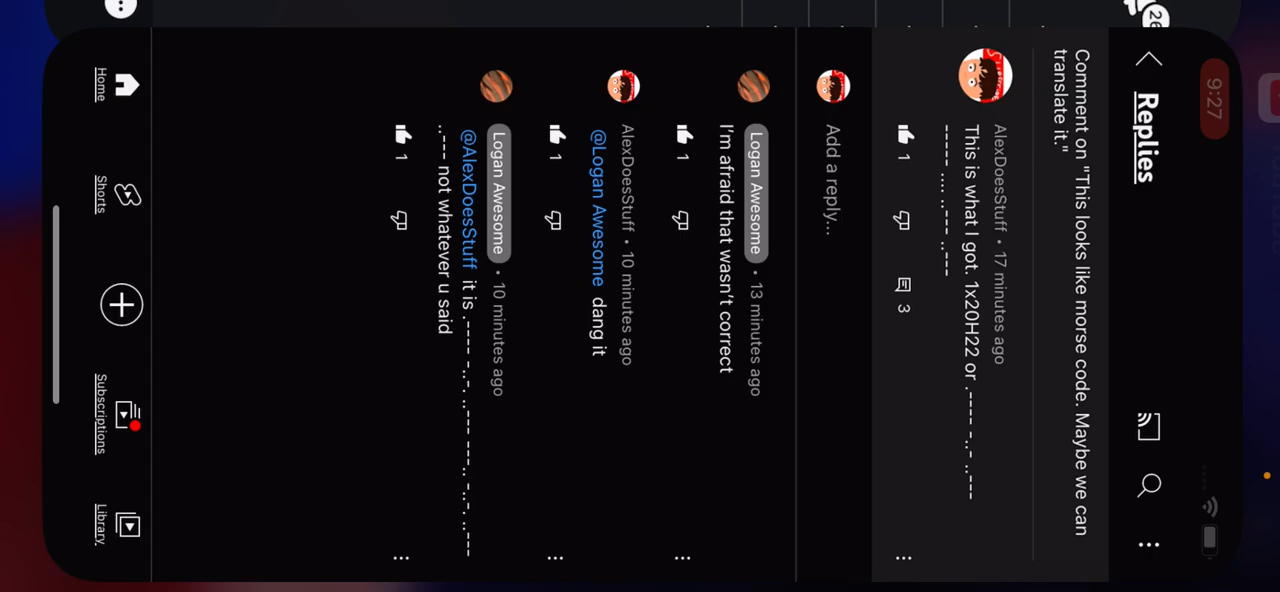 9:27
Replies
Comment on "This looks like morse code. Maybe we can
translate it."
AlexDoesStuff • 17 minutes ago
This is what I got. 1x20H22 or .---- -..- ..---
----- .... ..--- ..---
1
3
Add a reply...
Logan Awesome • 13 minutes ago
I'm afraid that wasn't correct
1
AlexDoesStuff • 10 minutes ago
@Logan Awesome dang it
1
Logan Awesome • 10 minutes ago
@AlexDoesStuff it is
..--- not whatever u said
1
Home
Shorts
Subscriptions
Library
26